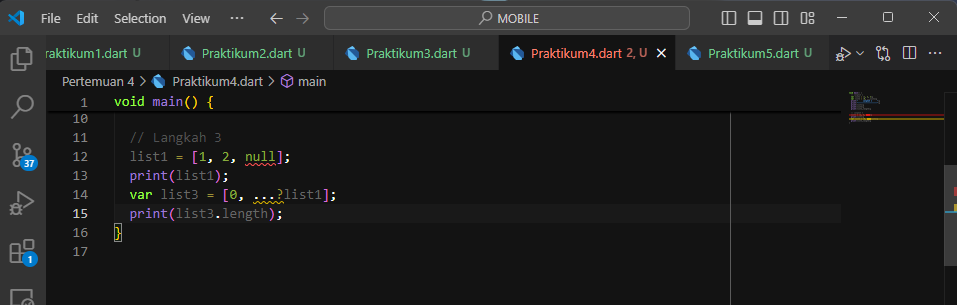 File Edit Selection View ... MOBILE
raktikum1.dart U Praktikum2.dart U Praktikum3.dart U Praktikum4.dart 2, U Praktikum5.dart U ...
Pertemuan 4 > Praktikum4.dart > main
1 void main() {
10
11 // Langkah 3
12 list1 = [1, 2, null];
13 print(list1);
14 var list3 = [0, ...?list1];
15 print(list3.length);
16 }
17
37
1